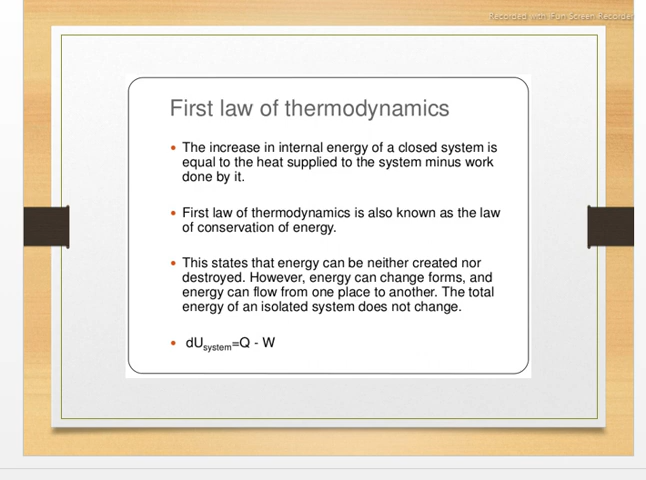 Recorded with Fun Screen Recorder
First law of thermodynamics
• The increase in internal energy of a closed system is
equal to the heat supplied to the system minus work
done by it.
• First law of thermodynamics is also known as the law
of conservation of energy.
• This states that energy can be neither created nor
destroyed. However, energy can change forms, and
energy can flow from one place to another. The total
energy of an isolated system does not change.
• dUsystem=Q - W